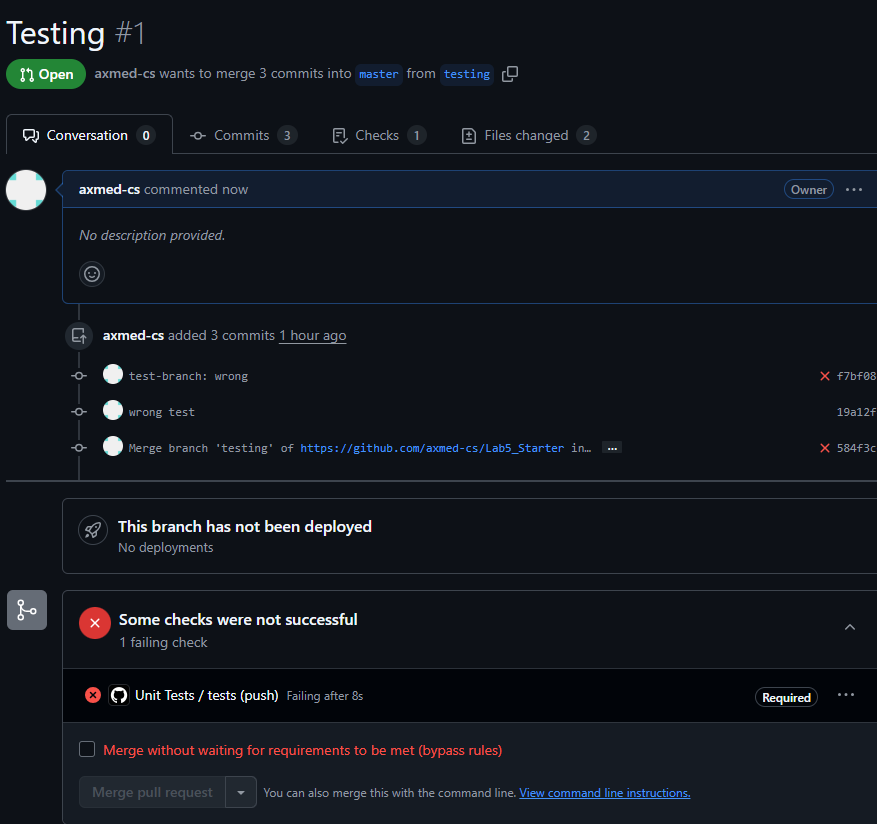 Testing #1
Open axmed-cs wants to merge 3 commits into master from testing
Conversation 0 Commits 3 Checks 1 Files changed 2
axmed-cs commented now Owner
No description provided.
axmed-cs added 3 commits 1 hour ago
test-branch: wrong f7bf08
wrong test 19a12f
Merge branch 'testing' of https://github.com/axmed-cs/Lab5_Starter in… ... 584f3c
This branch has not been deployed
No deployments
Some checks were not successful
1 failing check
Unit Tests / tests (push) Failing after 8s Required
Merge without waiting for requirements to be met (bypass rules)
Merge pull request You can also merge this with the command line. View command line instructions.